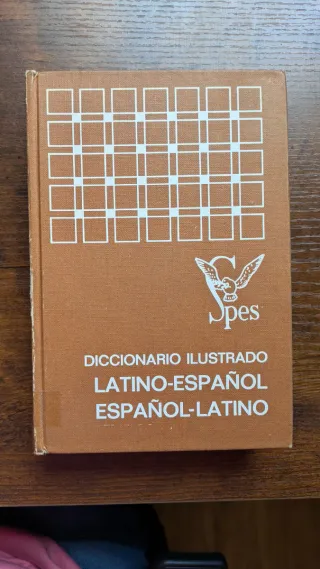 Spes
DICCIONARIO ILUSTRADO
LATINO-ESPAÑOL
ESPAÑOL-LATINO